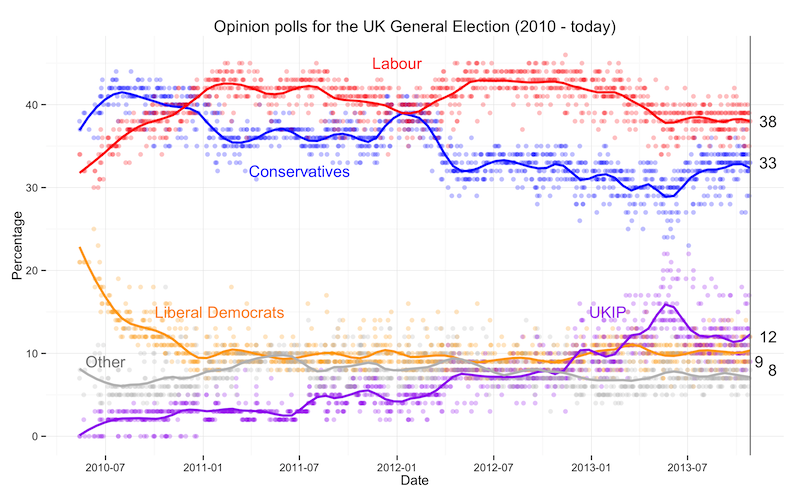 Opinion polls for the UK General Election (2010 - today)
Labour
40
38
Conservatives
33
30
Percentage
20
Liberal Democrats
UKIP
12
10
Other
9
8
0
2010-07
2011-01
2011-07
2012-01
2012-07
2013-01
2013-07
Date